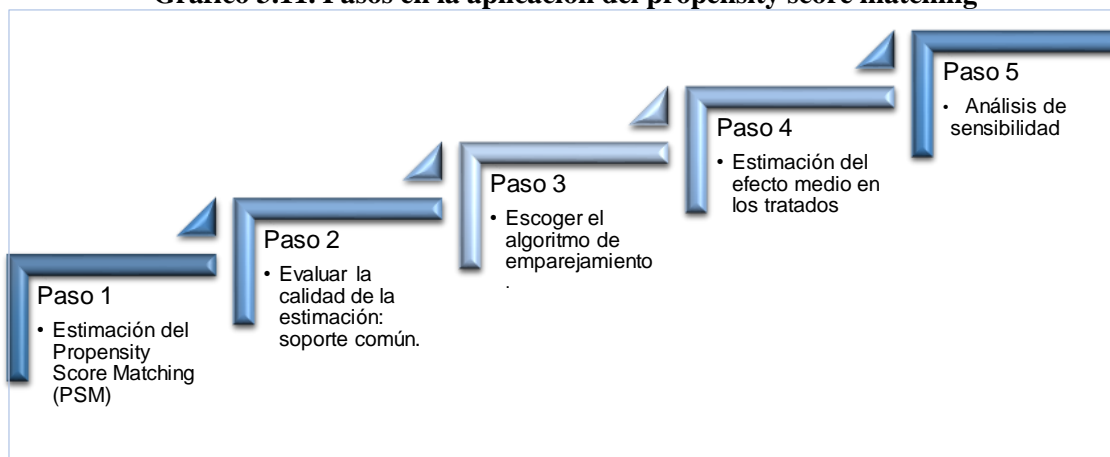 Gráfico 3.11. Pasos en la aplicación del propensity score matching
Paso 1
• Estimación del
Propensity
Score Matching
(PSM)
Paso 2
• Evaluar la
calidad de la
estimación:
soporte común.
Paso 3
• Escoger el
algoritmo de
emparejamiento
.
Paso 4
• Estimación del
efecto medio en
los tratados
Paso 5
• Análisis de
sensibilidad